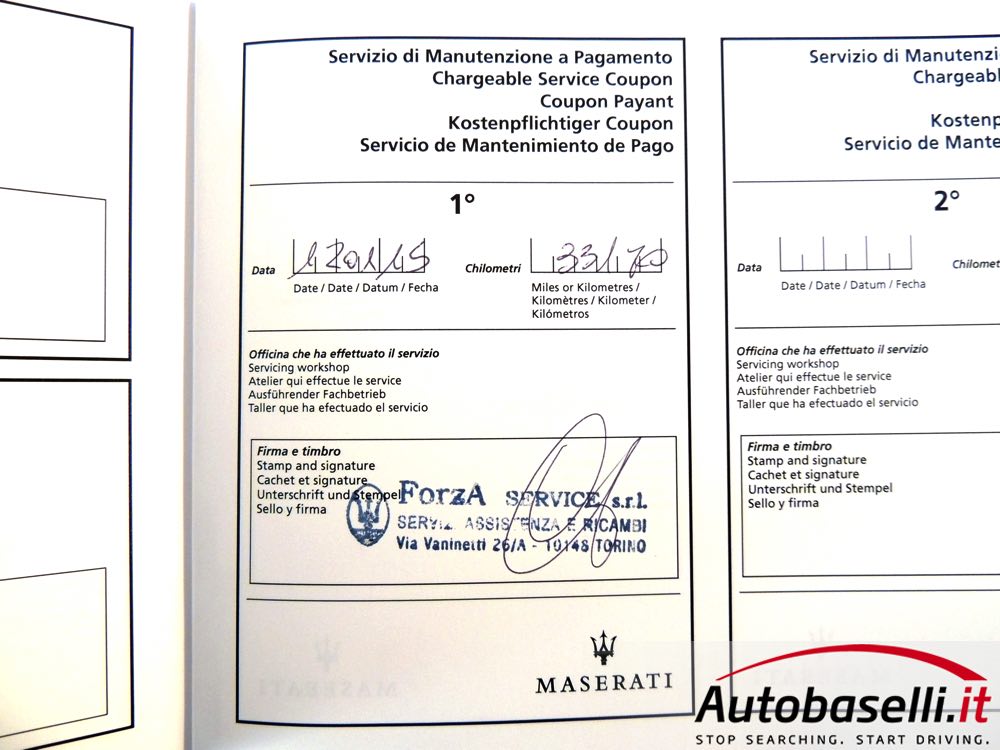 Servizio di Manutenzione a Pagamento
Chargeable Service Coupon
Coupon Payant
Kostenpflichtiger Coupon
Servicio de Mantenimiento de Pago
1°
Data
Chilometri
Date / Date / Datum / Fecha
Miles or Kilometres /
Kilomètres / Kilometer /
Kilómetros
Officina che ha effettuato il servizio
Servicing workshop
Atelier qui effectue le service
Ausführender Fachbetrieb
Taller que ha efectuado el servicio
Firma e timbro
Stamp and signature
Cachet et signature
Unterschrift und Stempel
Sello y firma
ForzA SERVICE s.r.l.
ASSISTENZA E RICAMBI
Via Vaninetti 26/A - 10148 TORINO
MASERATI
Servizio di
Chargeable
Servicio de
2°
Data
Date / Date / Datum / Fecha
Officina che ha effettuato il servizio
Servicing workshop
Atelier qui effectue le service
Ausführender Fachbetrieb
Taller que ha efectuado el servicio
Firma e timbro
Stamp and signature
Cachet et signature
Unterschrift und Stempel
Sello y firma
Autobaselli.it
STOP SEARCHING. START DRIVING.